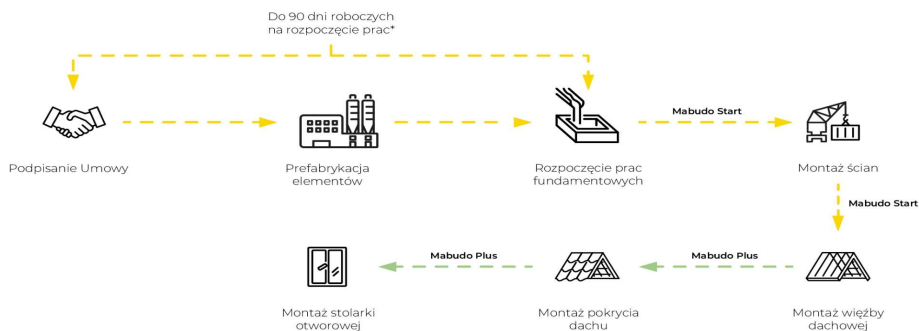 Do 90 dni roboczych
na rozpoczęcie prac*
Podpisanie Umowy
Prefabrykacja
elementów
Rozpoczęcie prac
fundamentowych
Mabudo Start
Montaż ścian
Mabudo Start
Montaż więźby
dachowej
Mabudo Plus
Montaż pokrycia
dachu
Mabudo Plus
Montaż stolarki
otworowej